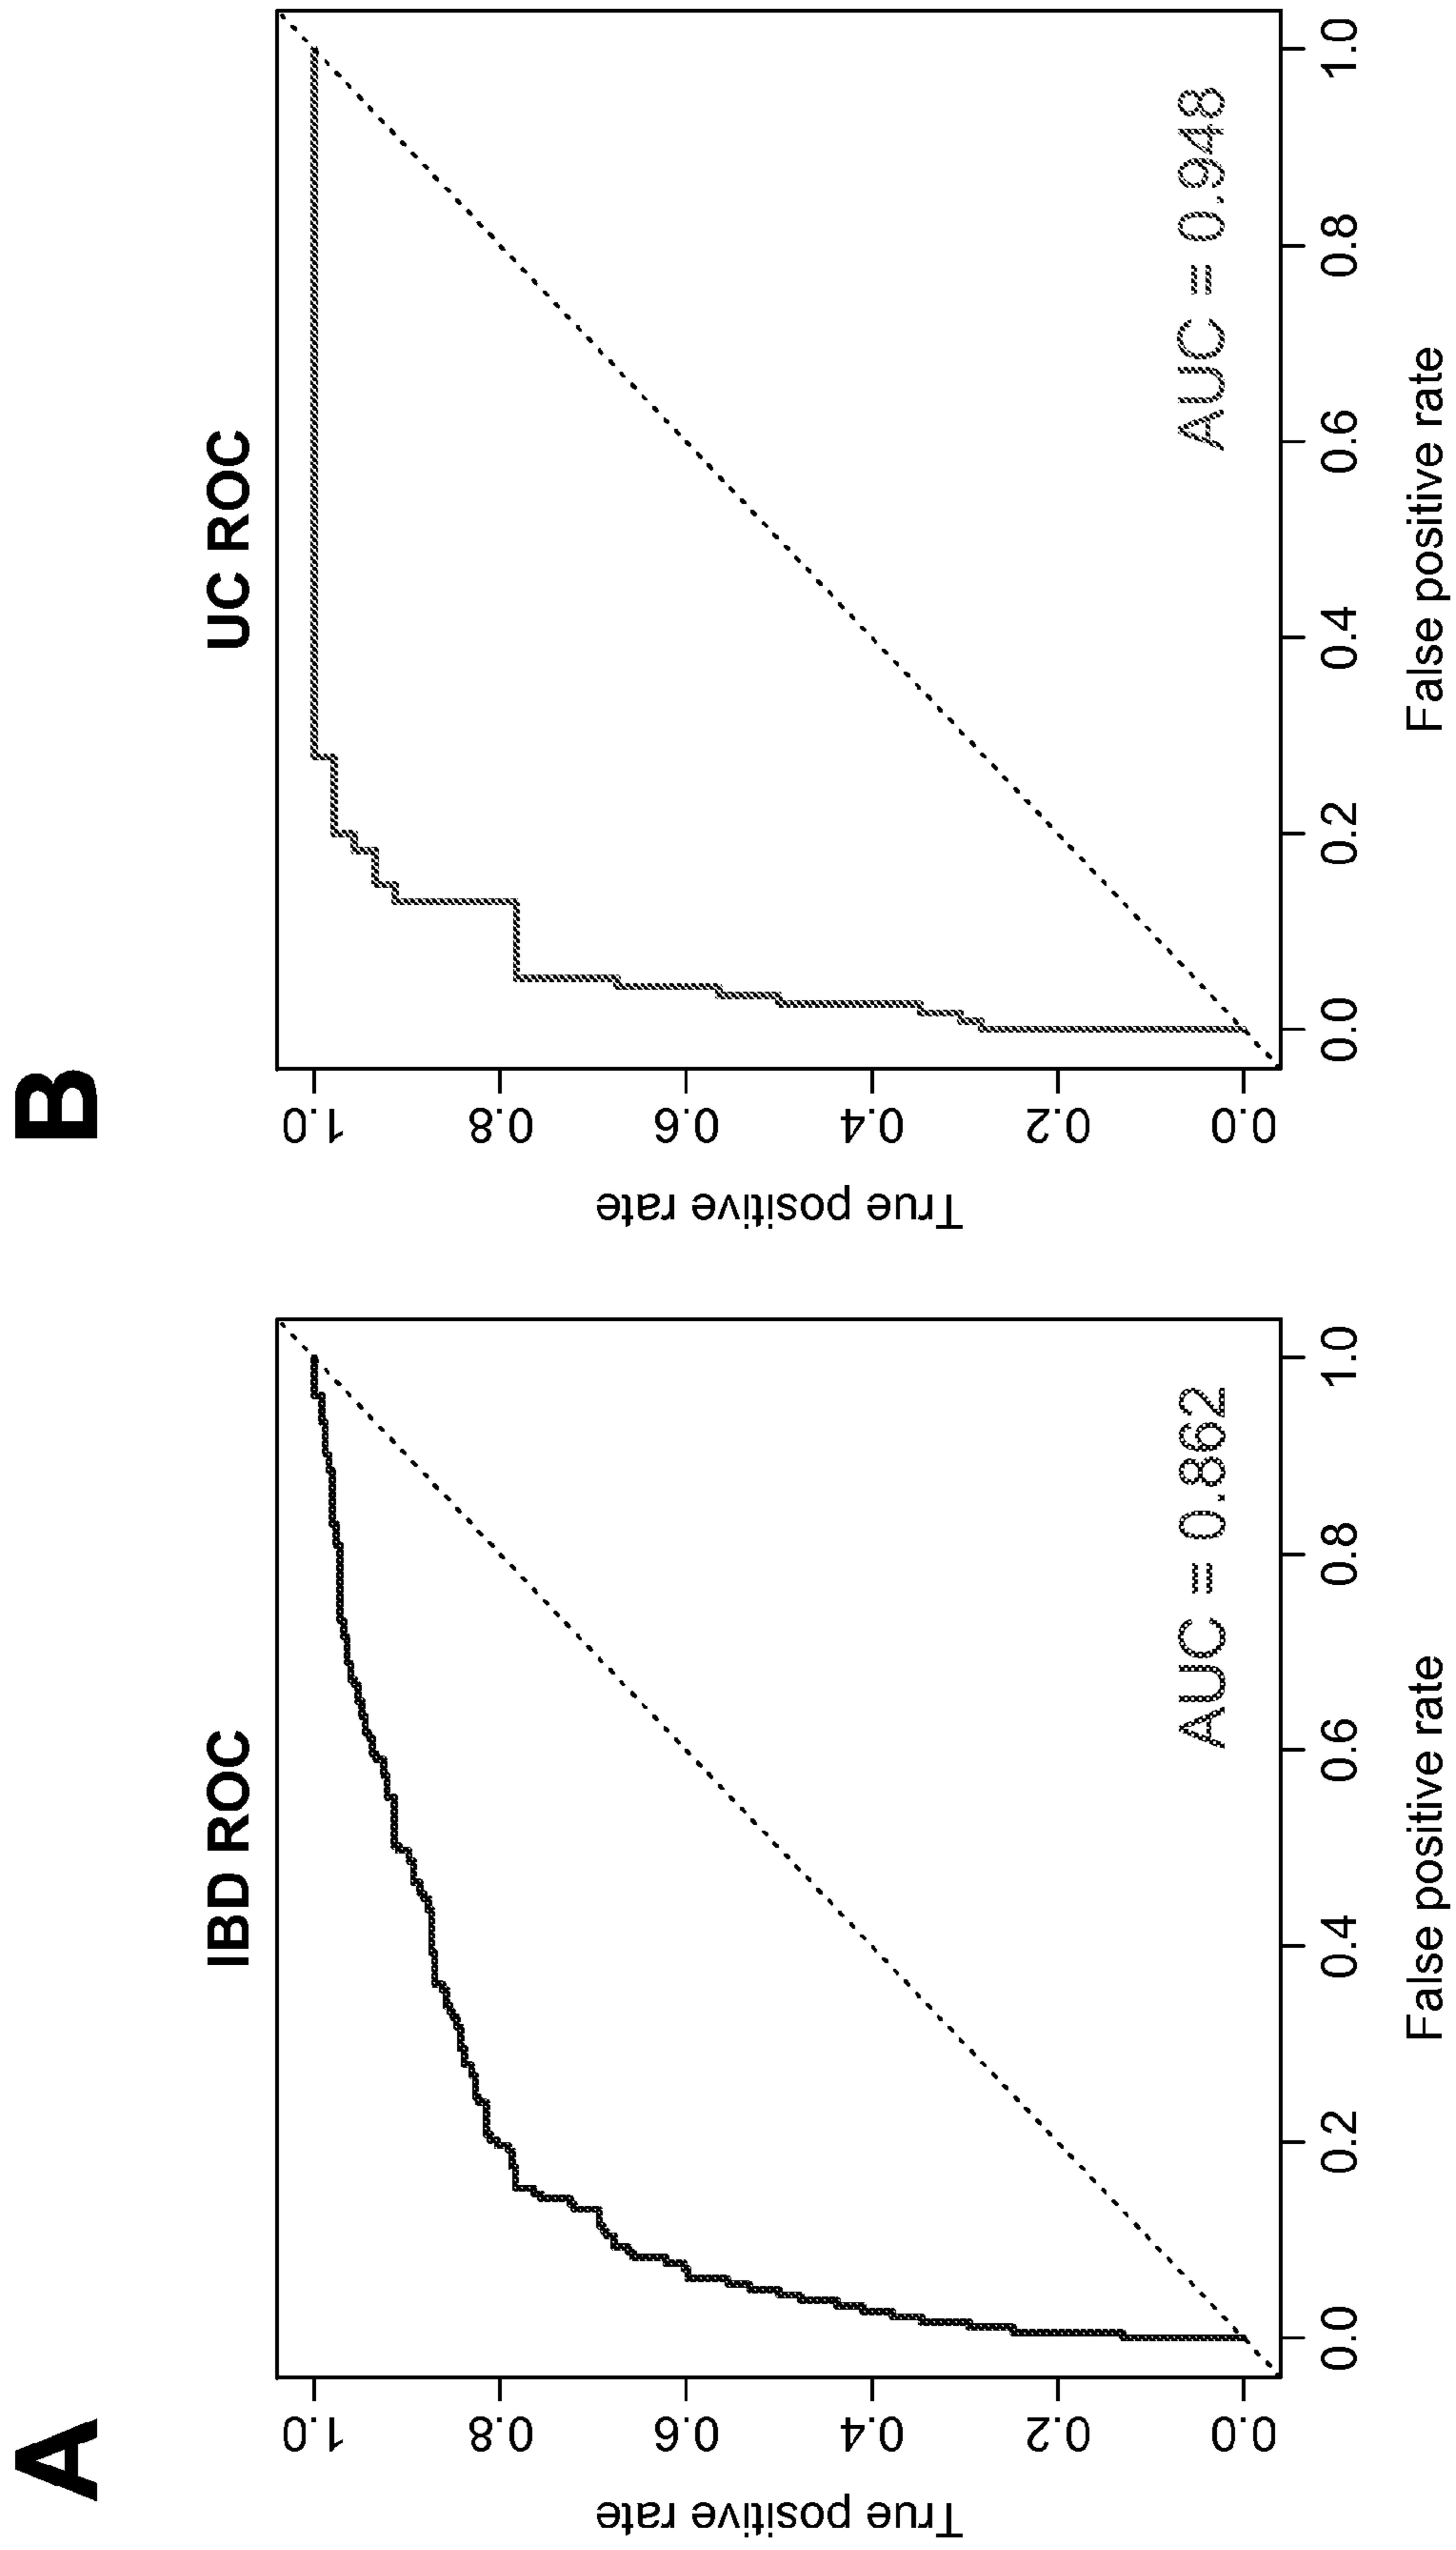 A
IBD ROC
True positive rate
1.0
0.8
0.6
0.4
0.2
0.0
AUC = 0.862
0.0 0.2 0.4 0.6 0.8 1.0
False positive rate
B
UC ROC
True positive rate
1.0
0.8
0.6
0.4
0.2
0.0
AUC = 0.948
0.0 0.2 0.4 0.6 0.8 1.0
False positive rate